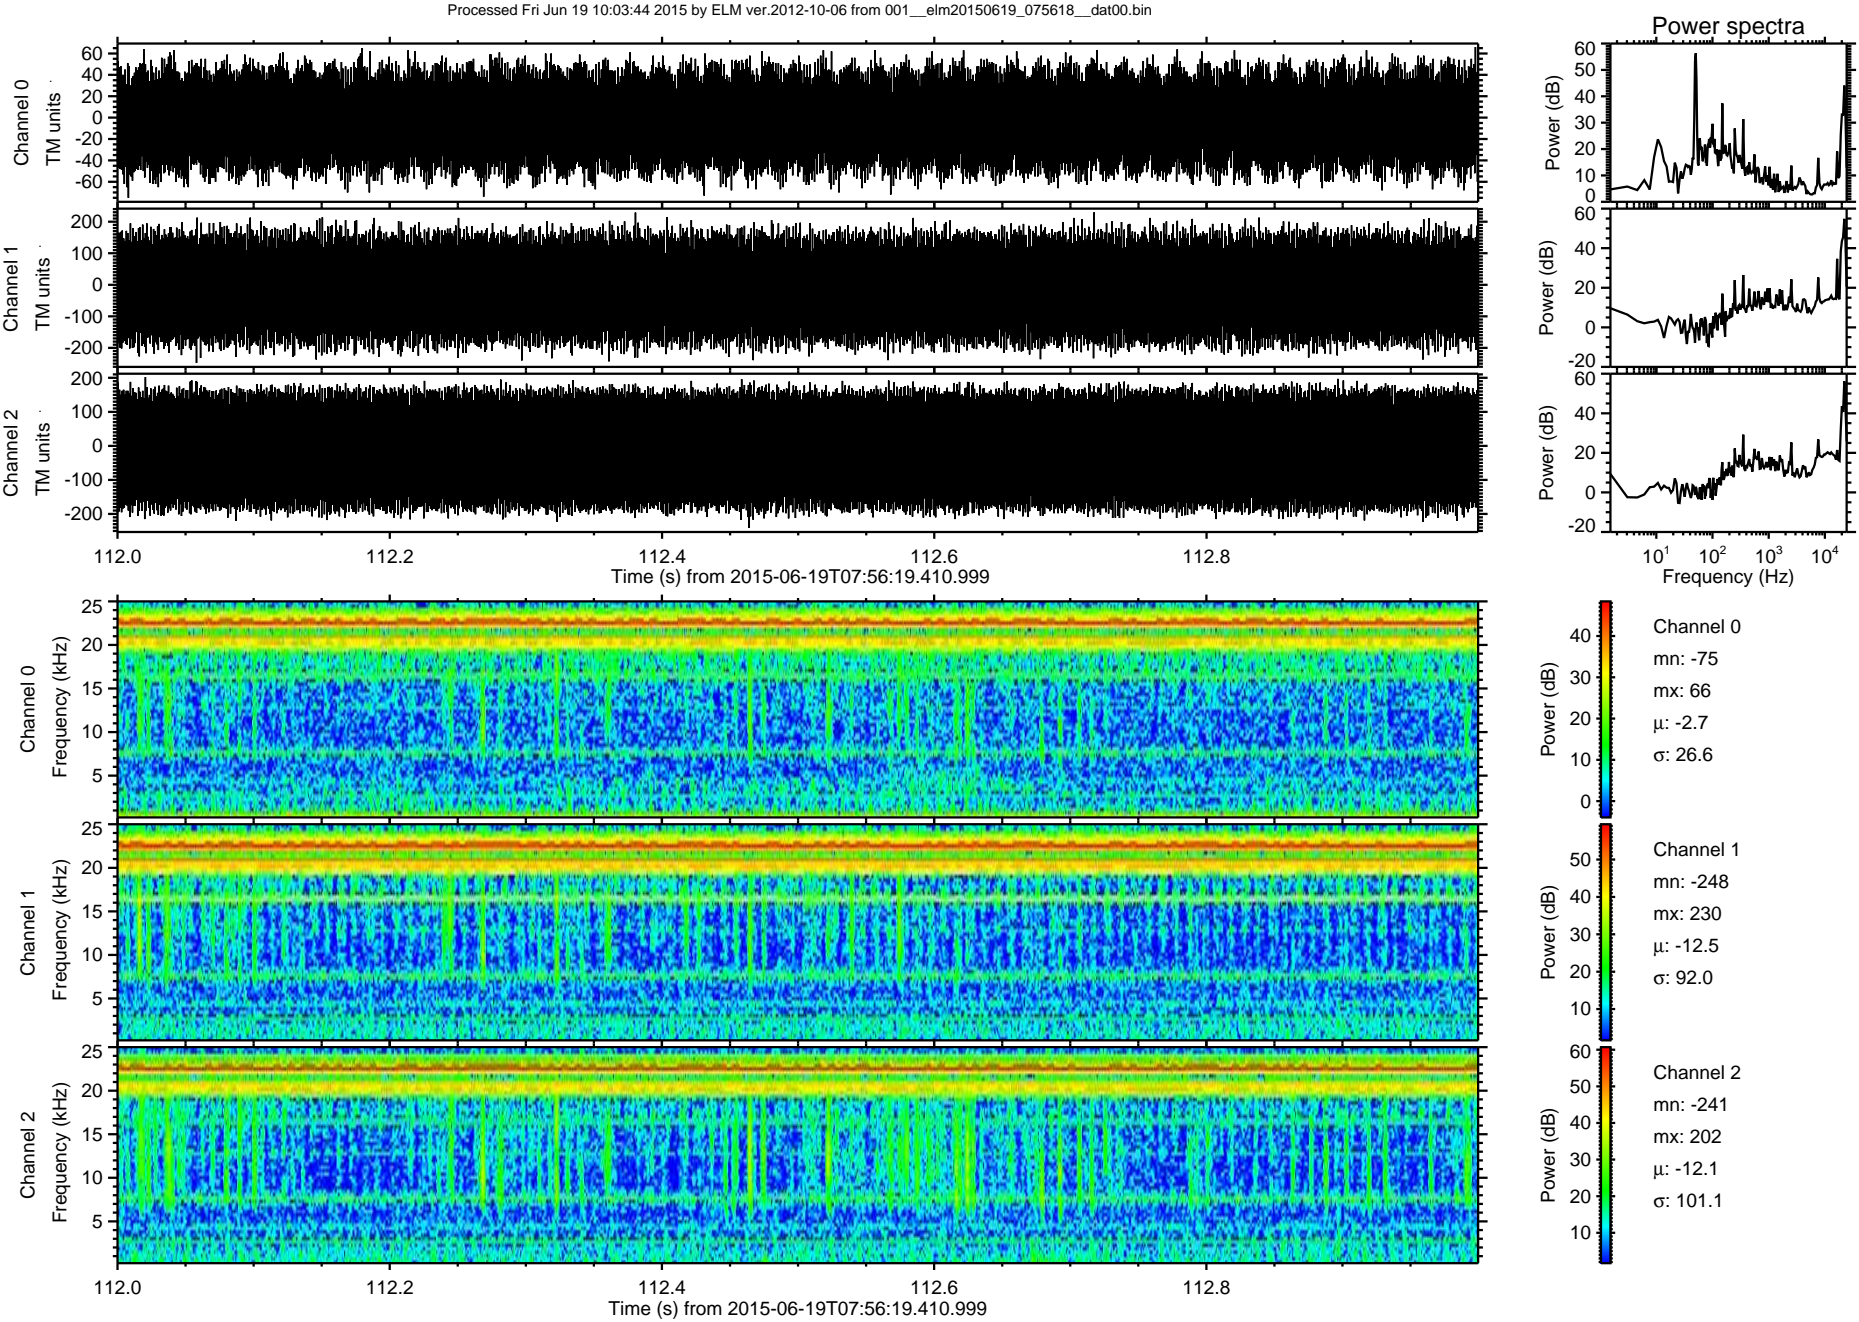 Processed Fri Jun 19 10:03:44 2015 by ELM ver.2012-10-06 from 001__elm20150619_075618__dat00.bin
Power spectra
Channel 0
TM units
60
40
20
0
-20
-40
-60
Power (dB)
60
50
40
30
20
10
0
Channel 1
TM units
200
100
0
-100
-200
Power (dB)
60
40
20
0
-20
Channel 2
TM units
200
100
0
-100
-200
Power (dB)
60
40
20
0
-20
112.0 112.2 112.4 112.6 112.8
Time (s) from 2015-06-19T07:56:19.410.999
10¹ 10² 10³ 10⁴
Frequency (Hz)
Channel 0
Frequency (kHz)
25
20
15
10
5
Power (dB)
40
30
20
10
0
Channel 0
mn: -75
mx: 66
μ: -2.7
σ: 26.6
Channel 1
Frequency (kHz)
25
20
15
10
5
Power (dB)
50
40
30
20
10
Channel 1
mn: -248
mx: 230
μ: -12.5
σ: 92.0
Channel 2
Frequency (kHz)
25
20
15
10
5
Power (dB)
60
50
40
30
20
10
Channel 2
mn: -241
mx: 202
μ: -12.1
σ: 101.1
112.0 112.2 112.4 112.6 112.8
Time (s) from 2015-06-19T07:56:19.410.999